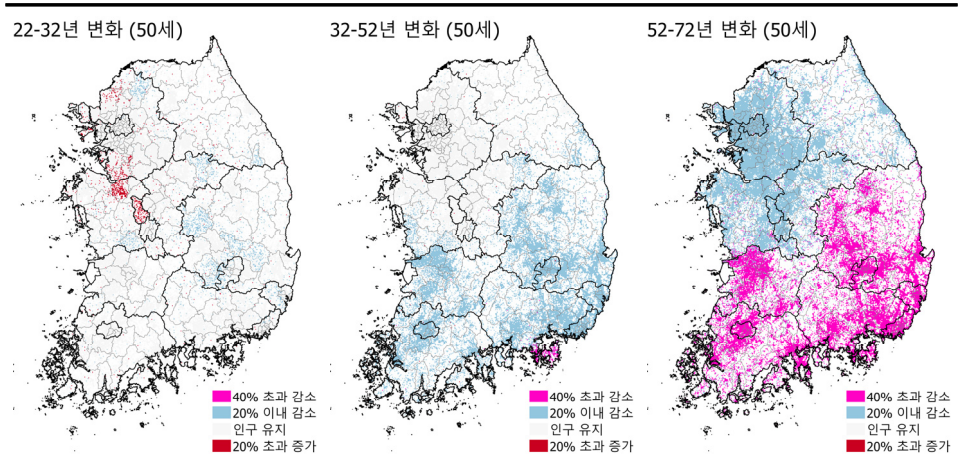 22-32년 변화 (50세)
32-52년 변화 (50세)
52-72년 변화 (50세)
40% 초과 감소
20% 이내 감소
인구 유지
20% 초과 증가
40% 초과 감소
20% 이내 감소
인구 유지
20% 초과 증가
40% 초과 감소
20% 이내 감소
인구 유지
20% 초과 증가